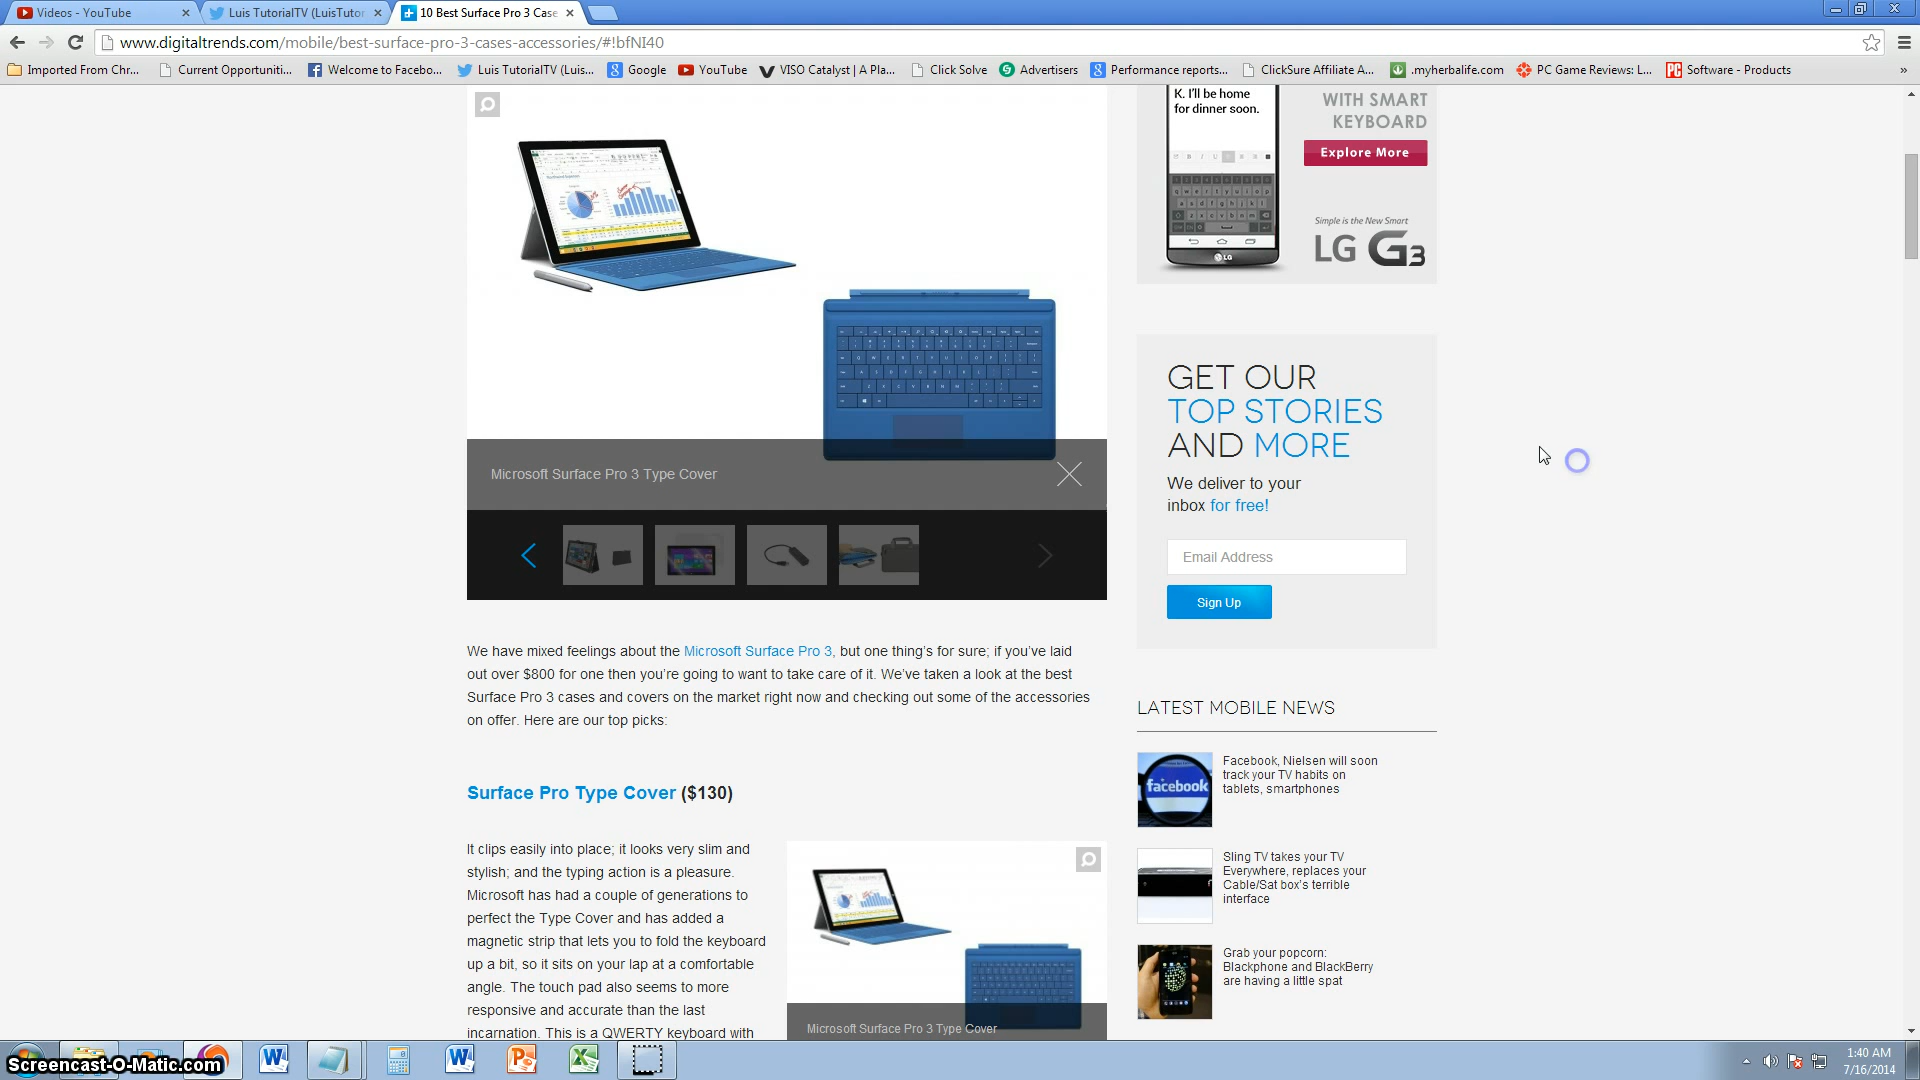 Videos - YouTube
Luis TutorialTV (LuisTutor
10 Best Surface Pro 3 Case
www.digitaltrends.com/mobile/best-surface-pro-3-cases-accessories/#!bfNI40
Imported From Chr...
Current Opportuniti...
Welcome to Facebo...
Luis TutorialTV (Luis...
Google
YouTube
VISO Catalyst | A Pla...
Click Solve
Advertisers
Performance reports...
ClickSure Affiliate A...
.myherbalife.com
PC Game Reviews: L...
Software - Products
»
K. I'll be home
for dinner soon.
WITH SMART
KEYBOARD
Explore More
Simple is the New Smart
LG G3
LG
Microsoft Surface Pro 3 Type Cover
GET OUR
TOP STORIES
AND MORE
We deliver to your
inbox for free!
Email Address
Sign Up
We have mixed feelings about the Microsoft Surface Pro 3, but one thing's for sure; if you've laid
out over $800 for one then you're going to want to take care of it. We've taken a look at the best
Surface Pro 3 cases and covers on the market right now and checking out some of the accessories
on offer. Here are our top picks:
Surface Pro Type Cover ($130)
It clips easily into place; it looks very slim and
stylish; and the typing action is a pleasure.
Microsoft has had a couple of generations to
perfect the Type Cover and has added a
magnetic strip that lets you to fold the keyboard
up a bit, so it sits on your lap at a comfortable
angle. The touch pad also seems to more
responsive and accurate than the last
incarnation. This is a QWERTY keyboard with
Microsoft Surface Pro 3 Type Cover
LATEST MOBILE NEWS
facebook
Facebook, Nielsen will soon
track your TV habits on
tablets, smartphones
Sling TV takes your TV
Everywhere, replaces your
Cable/Sat box's terrible
interface
Grab your popcorn:
Blackphone and BlackBerry
are having a little spat
Screencast-O-Matic.com
1:40 AM
7/16/2014